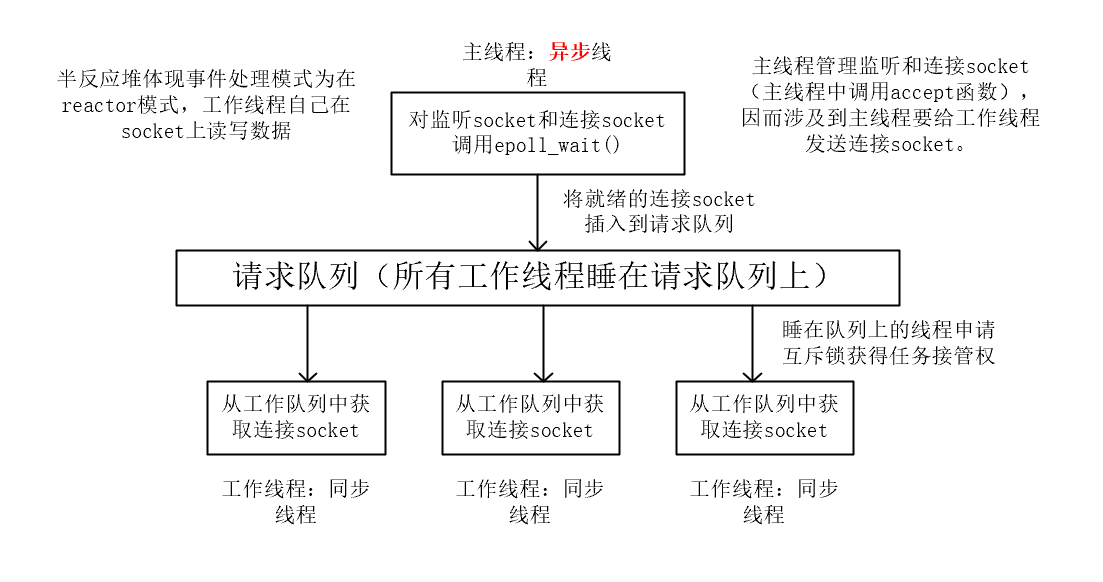 主线程：异步线
程
半反应堆体现事件处理模式为在
reactor模式，工作线程自己在
socket上读写数据
主线程管理监听和连接socket
（主线程中调用accept函数），
因而涉及到主线程要给工作线程
发送连接socket。
对监听socket和连接socket
调用epoll_wait()
将就绪的连接socket
插入到请求队列
请求队列（所有工作线程睡在请求队列上）
睡在队列上的线程申请
互斥锁获得任务接管权
从工作队列中获
取连接socket
从工作队列中获
取连接socket
从工作队列中获
取连接socket
工作线程：同步
线程
工作线程：同步
线程
工作线程：同步
线程